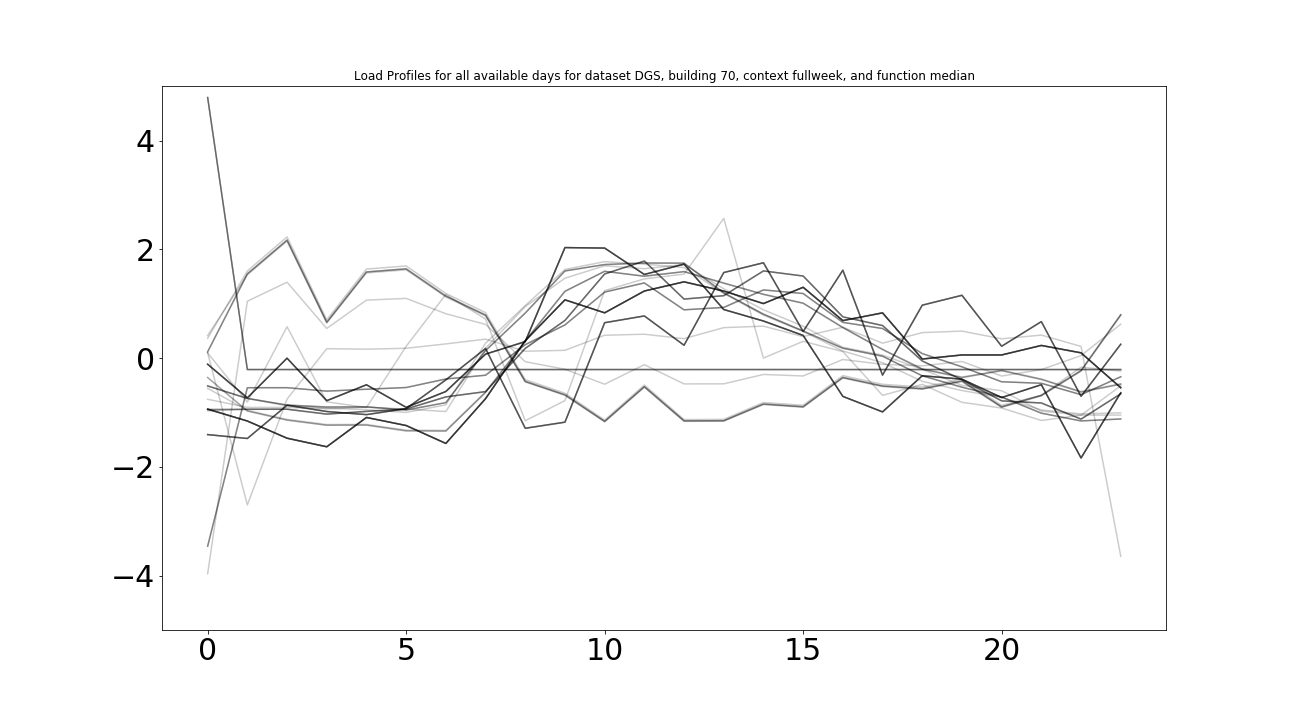 Load Profiles for all available days for dataset DGS, building 70, context fullweek, and function median
4
2
0
−2
−4
0 5 10 15 20